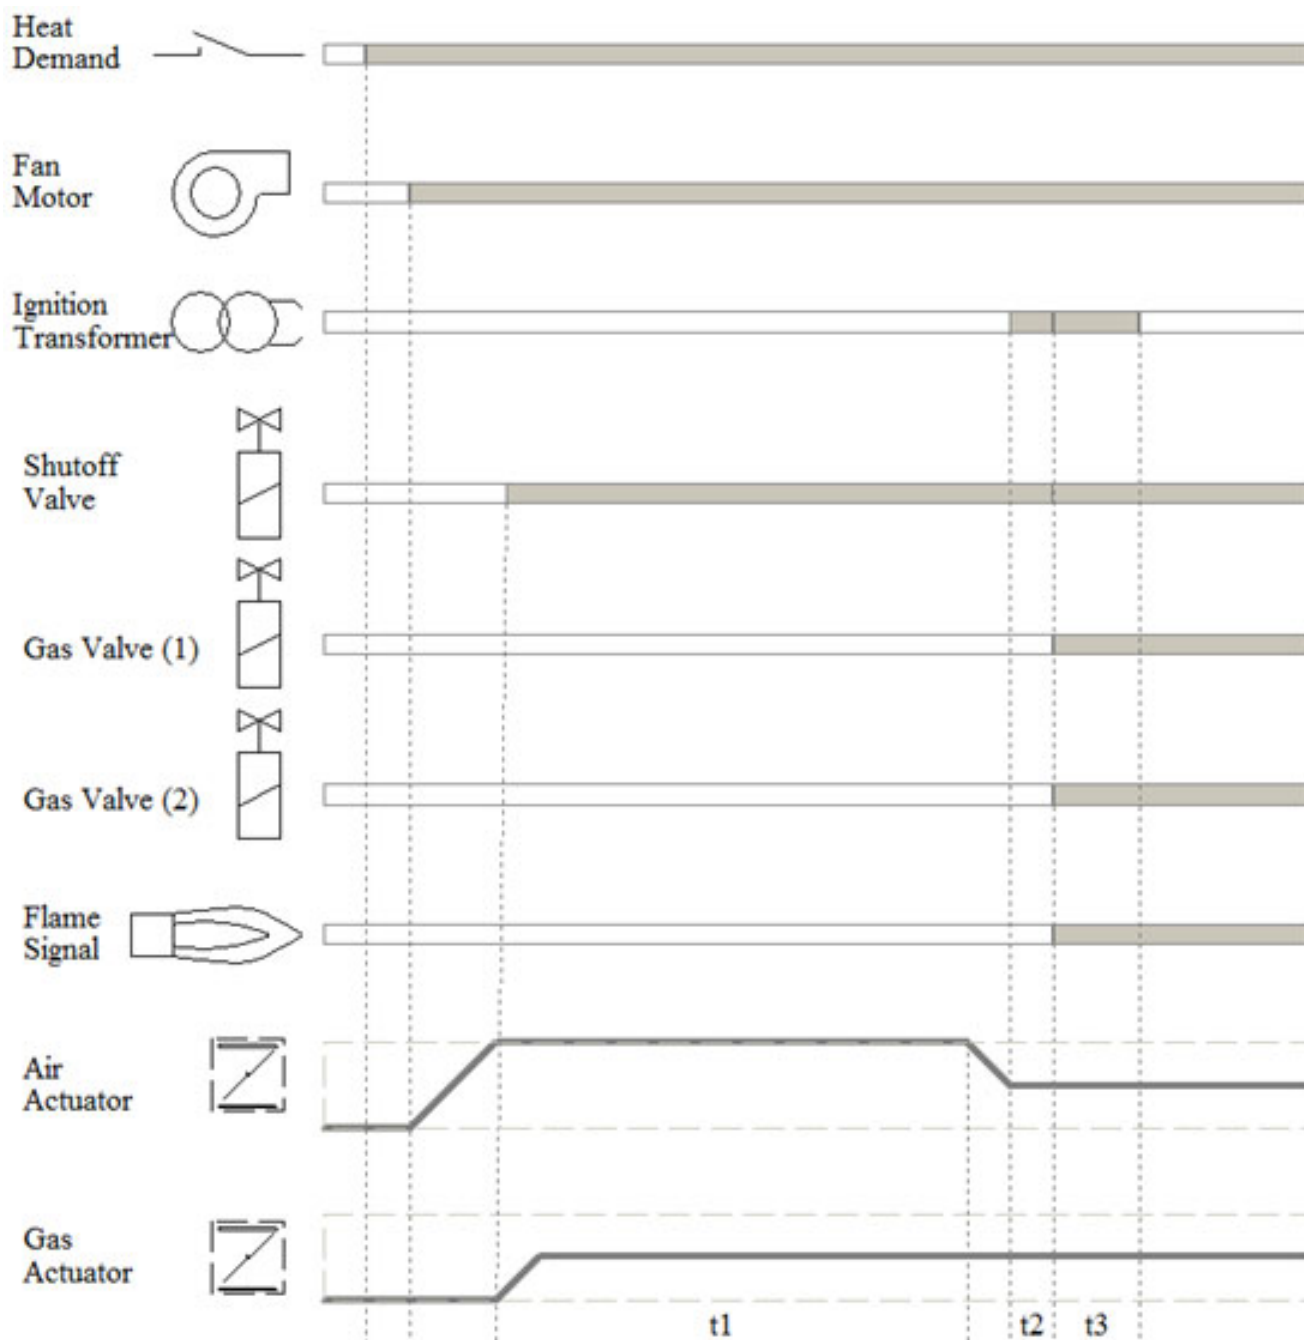 Heat
Demand
Fan
Motor
Ignition
Transformer
Shutoff
Valve
Gas Valve (1)
Gas Valve (2)
Flame
Signal
Air
Actuator
Gas
Actuator
t1 t2 t3